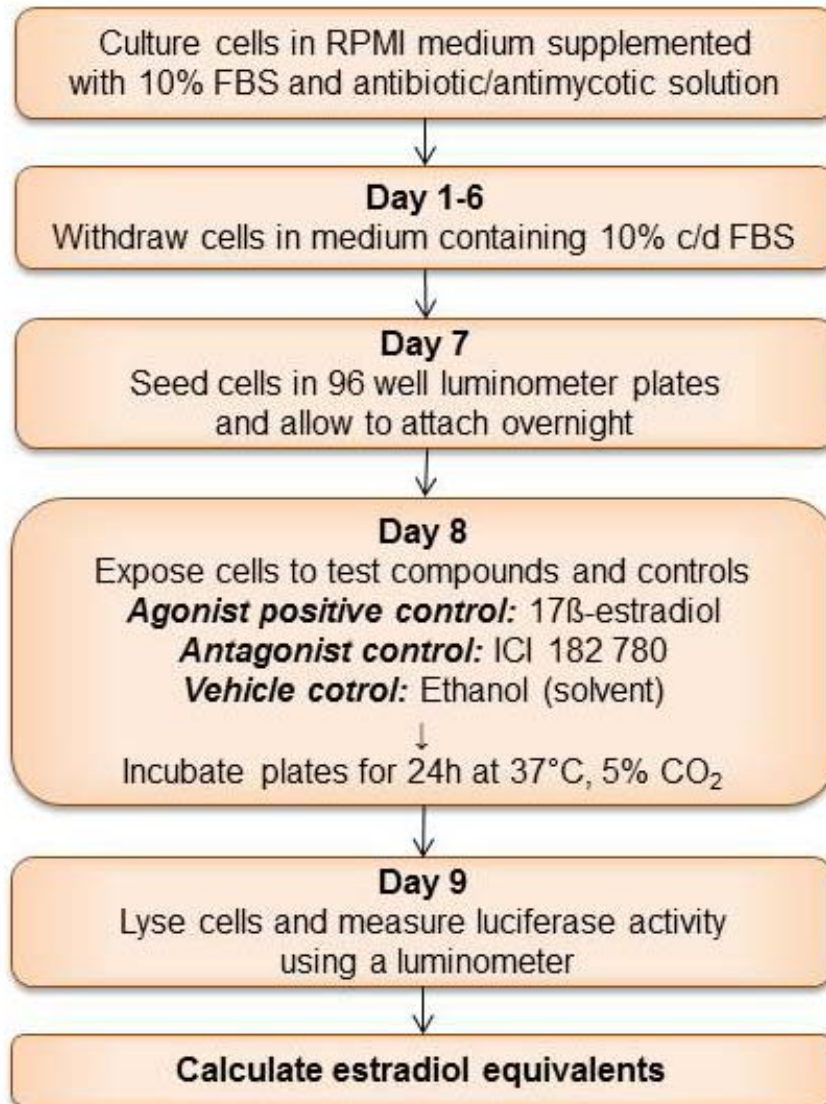 Culture cells in RPMI medium supplemented
with 10% FBS and antibiotic/antimycotic solution
Day 1-6
Withdraw cells in medium containing 10% c/d FBS
Day 7
Seed cells in 96 well luminometer plates
and allow to attach overnight
Day 8
Expose cells to test compounds and controls
Agonist positive control: 17ß-estradiol
Antagonist control: ICI 182 780
Vehicle cotrol: Ethanol (solvent)
↓
Incubate plates for 24h at 37°C, 5% CO₂
Day 9
Lyse cells and measure luciferase activity
using a luminometer
Calculate estradiol equivalents